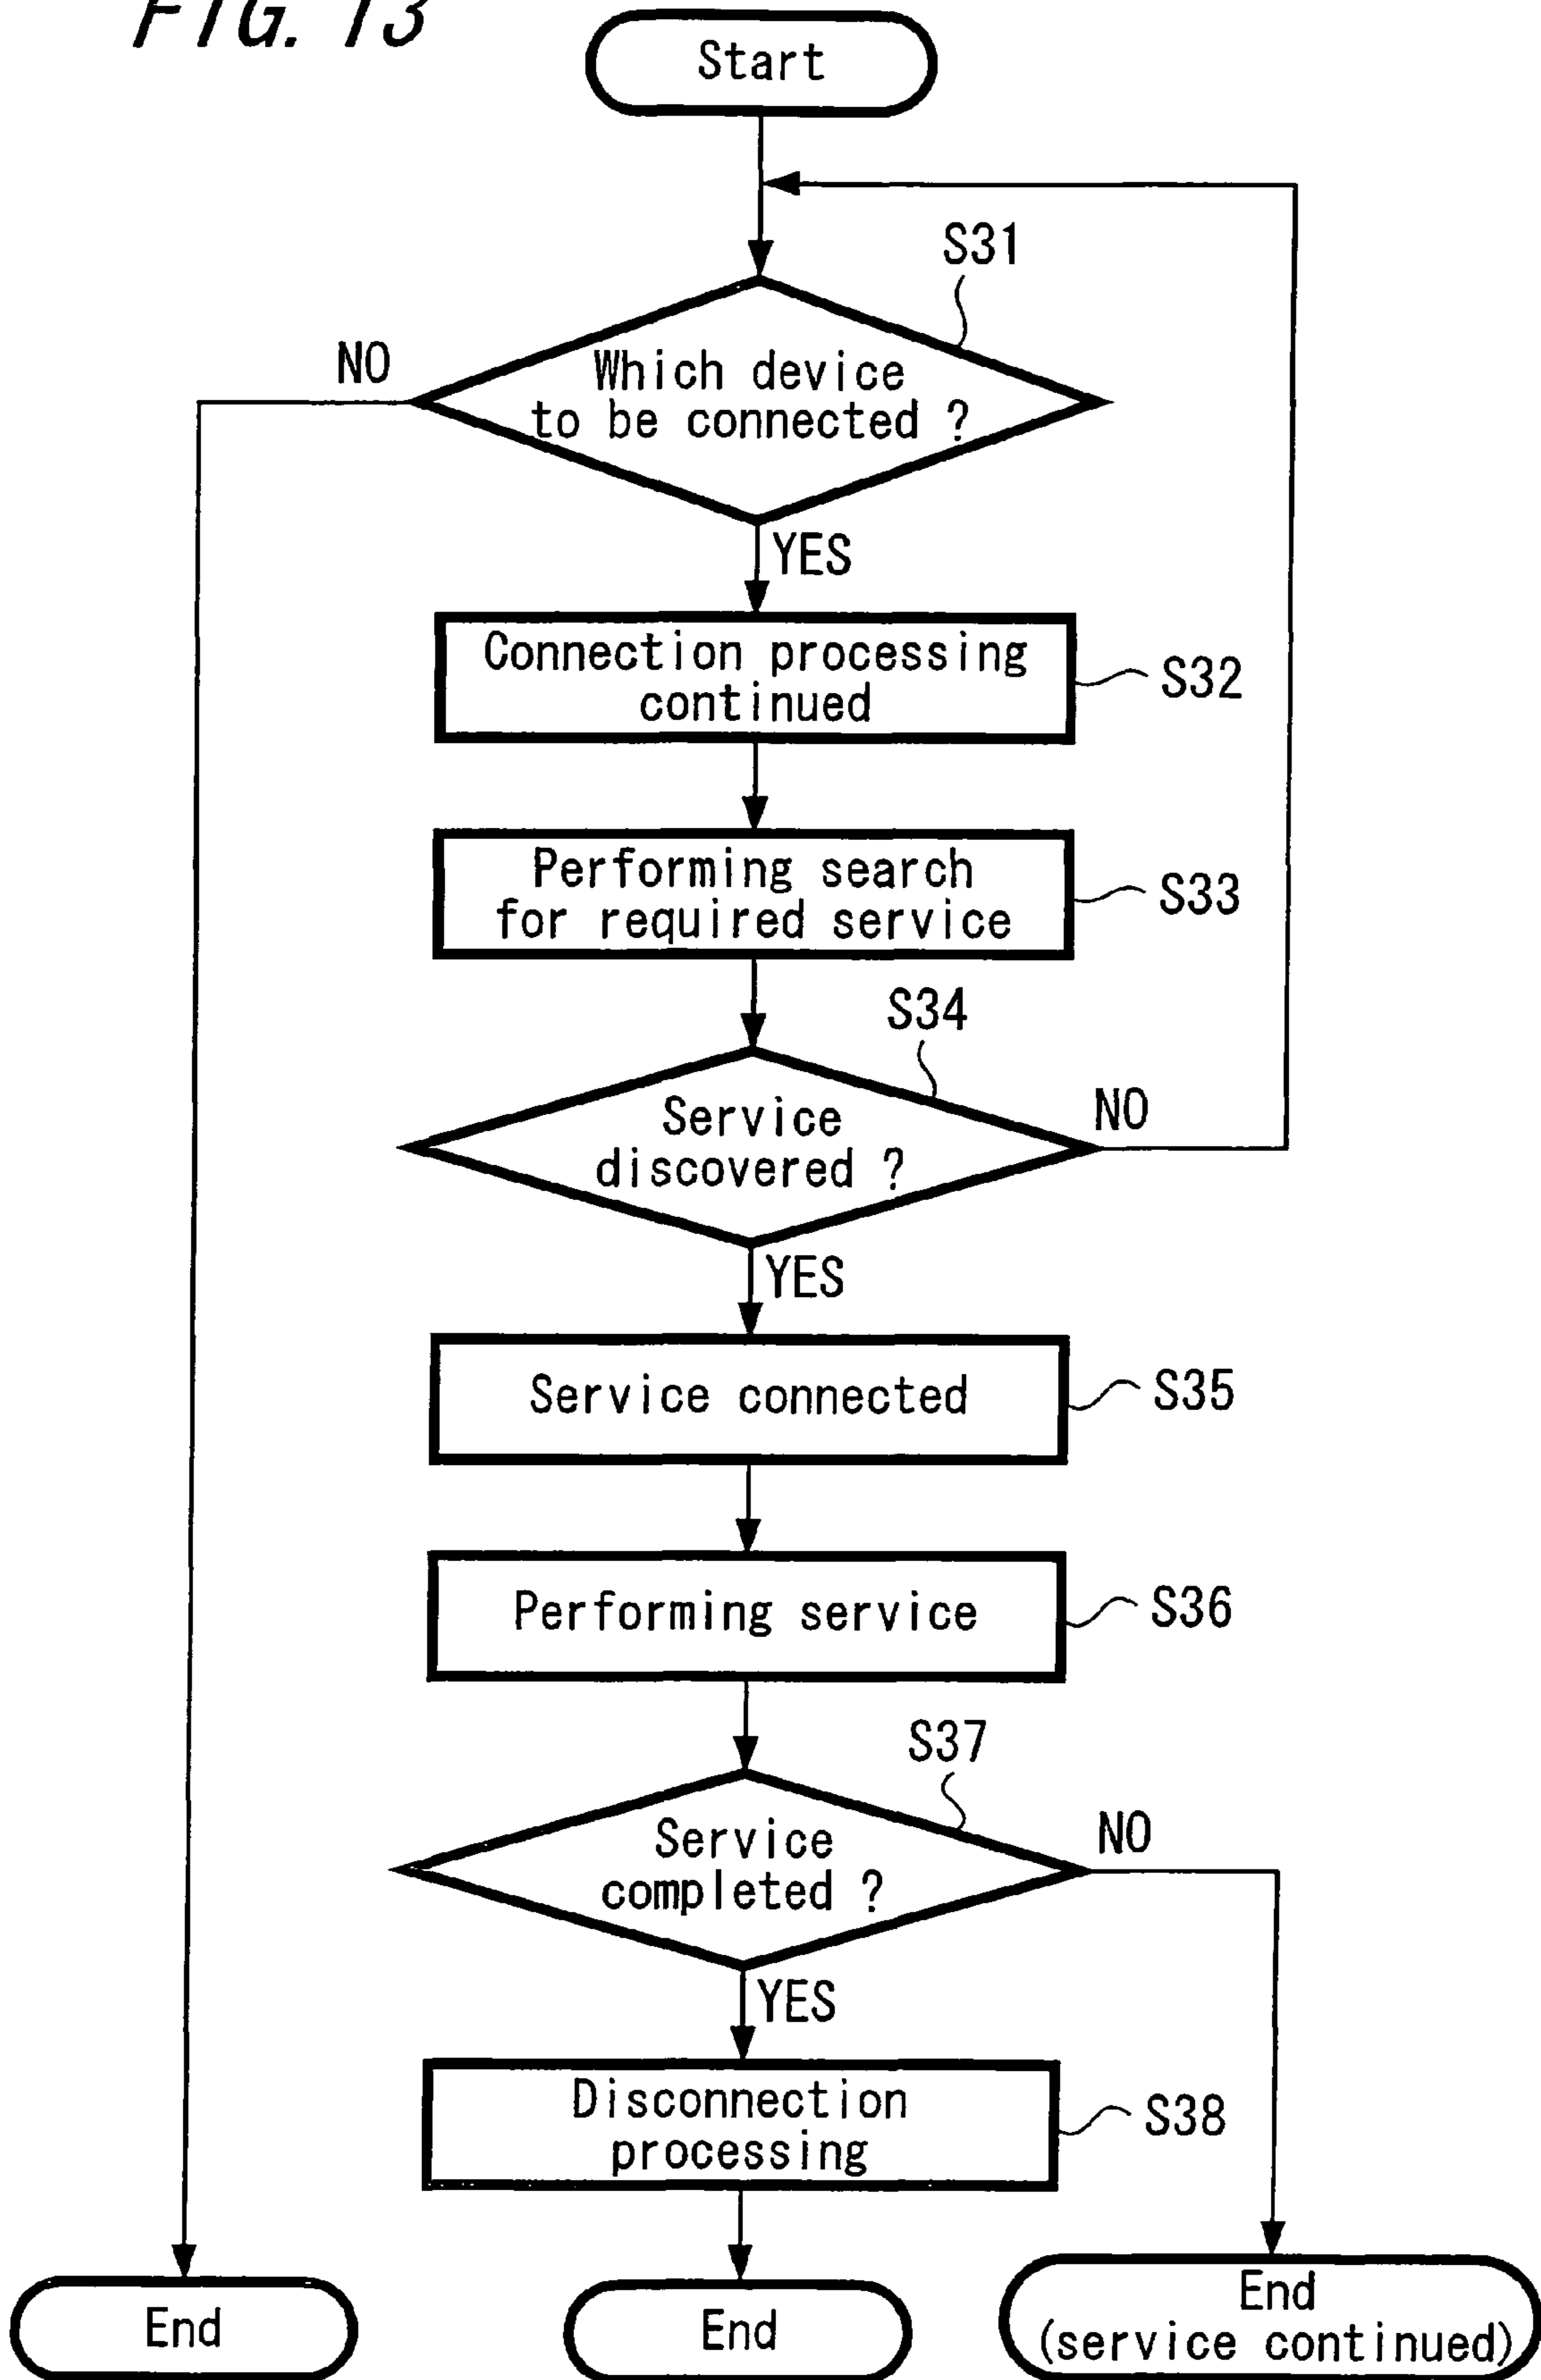 FIG. 13
Start
S31
NO
Which device
to be connected ?
YES
Connection processing
continued
S32
Performing search
for required service
S33
S34
Service
discovered ?
NO
YES
Service connected
S35
Performing service
S36
S37
Service
completed ?
NO
YES
Disconnection
processing
S38
End
End
End
(service continued)